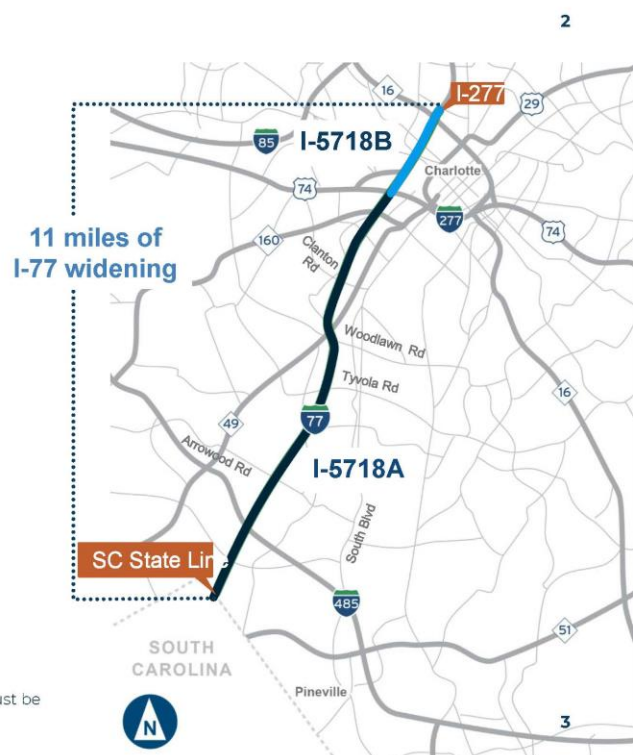 2
16
I-277
29
85
I-5718B
74
Charlotte
277
11 miles of
I-77 widening
160
Clanton
Rd
74
Woodlawn Rd
Tyvola Rd
16
49
77
Arrowood Rd
I-5718A
South Blvd
SC State Line
485
51
SOUTH
CAROLINA
Pineville
ust be
N
3